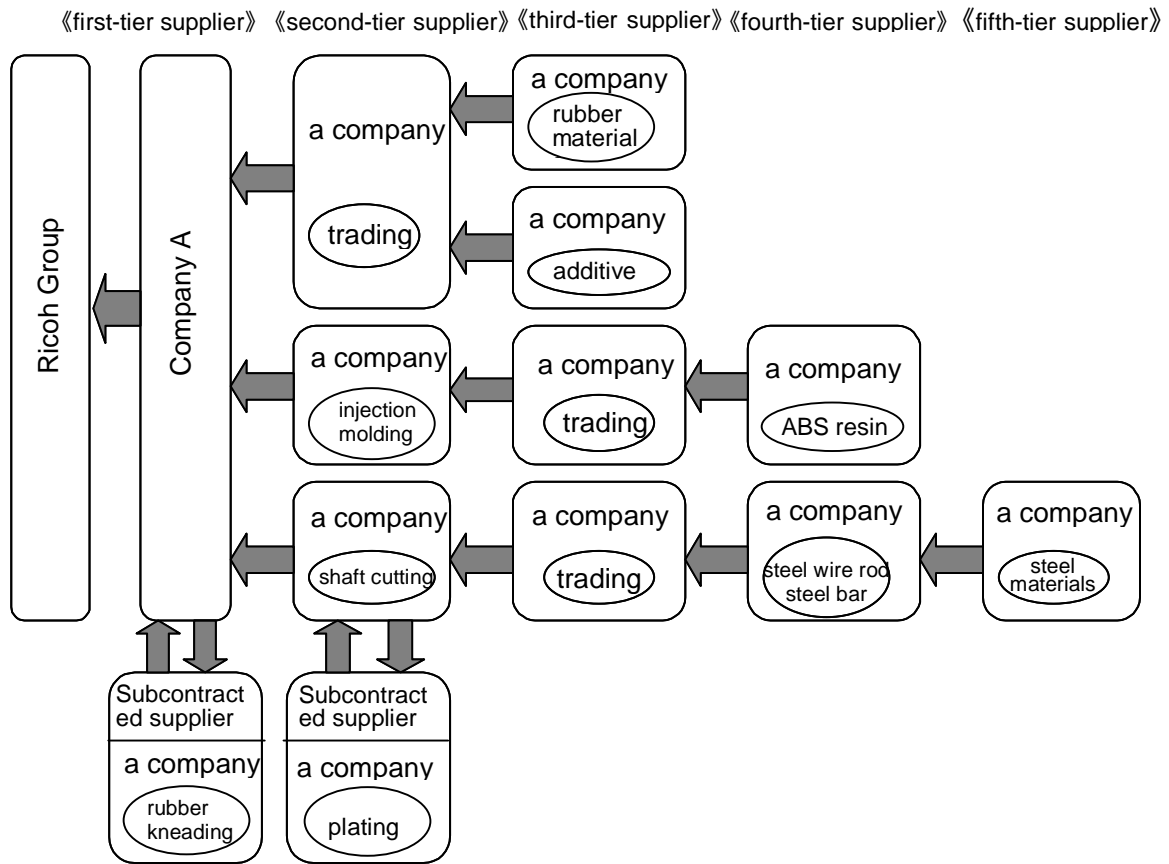 《first-tier supplier》 《second-tier supplier》 《third-tier supplier》 《fourth-tier supplier》 《fifth-tier supplier》
Ricoh Group
Company A
a company
trading
a company
rubber
material
a company
additive
a company
injection
molding
a company
trading
a company
ABS resin
a company
shaft cutting
a company
trading
a company
steel wire rod
steel bar
a company
steel
materials
Subcontract
ed supplier
a company
rubber
kneading
Subcontract
ed supplier
a company
plating